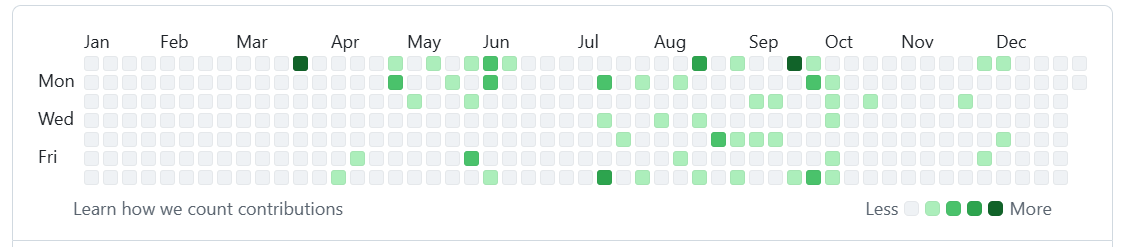 Jan Feb Mar Apr May Jun Jul Aug Sep Oct Nov Dec
Mon
Wed
Fri
Learn how we count contributions Less More